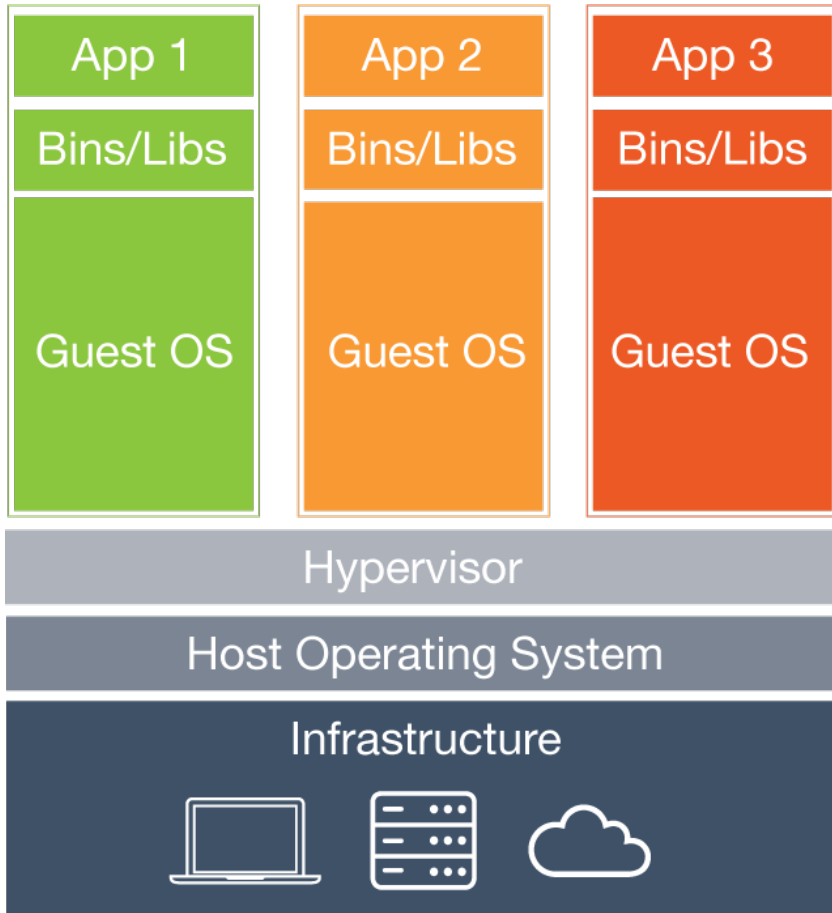 App 1
App 2
App 3
Bins/Libs
Bins/Libs
Bins/Libs
Guest OS
Guest OS
Guest OS
Hypervisor
Host Operating System
Infrastructure